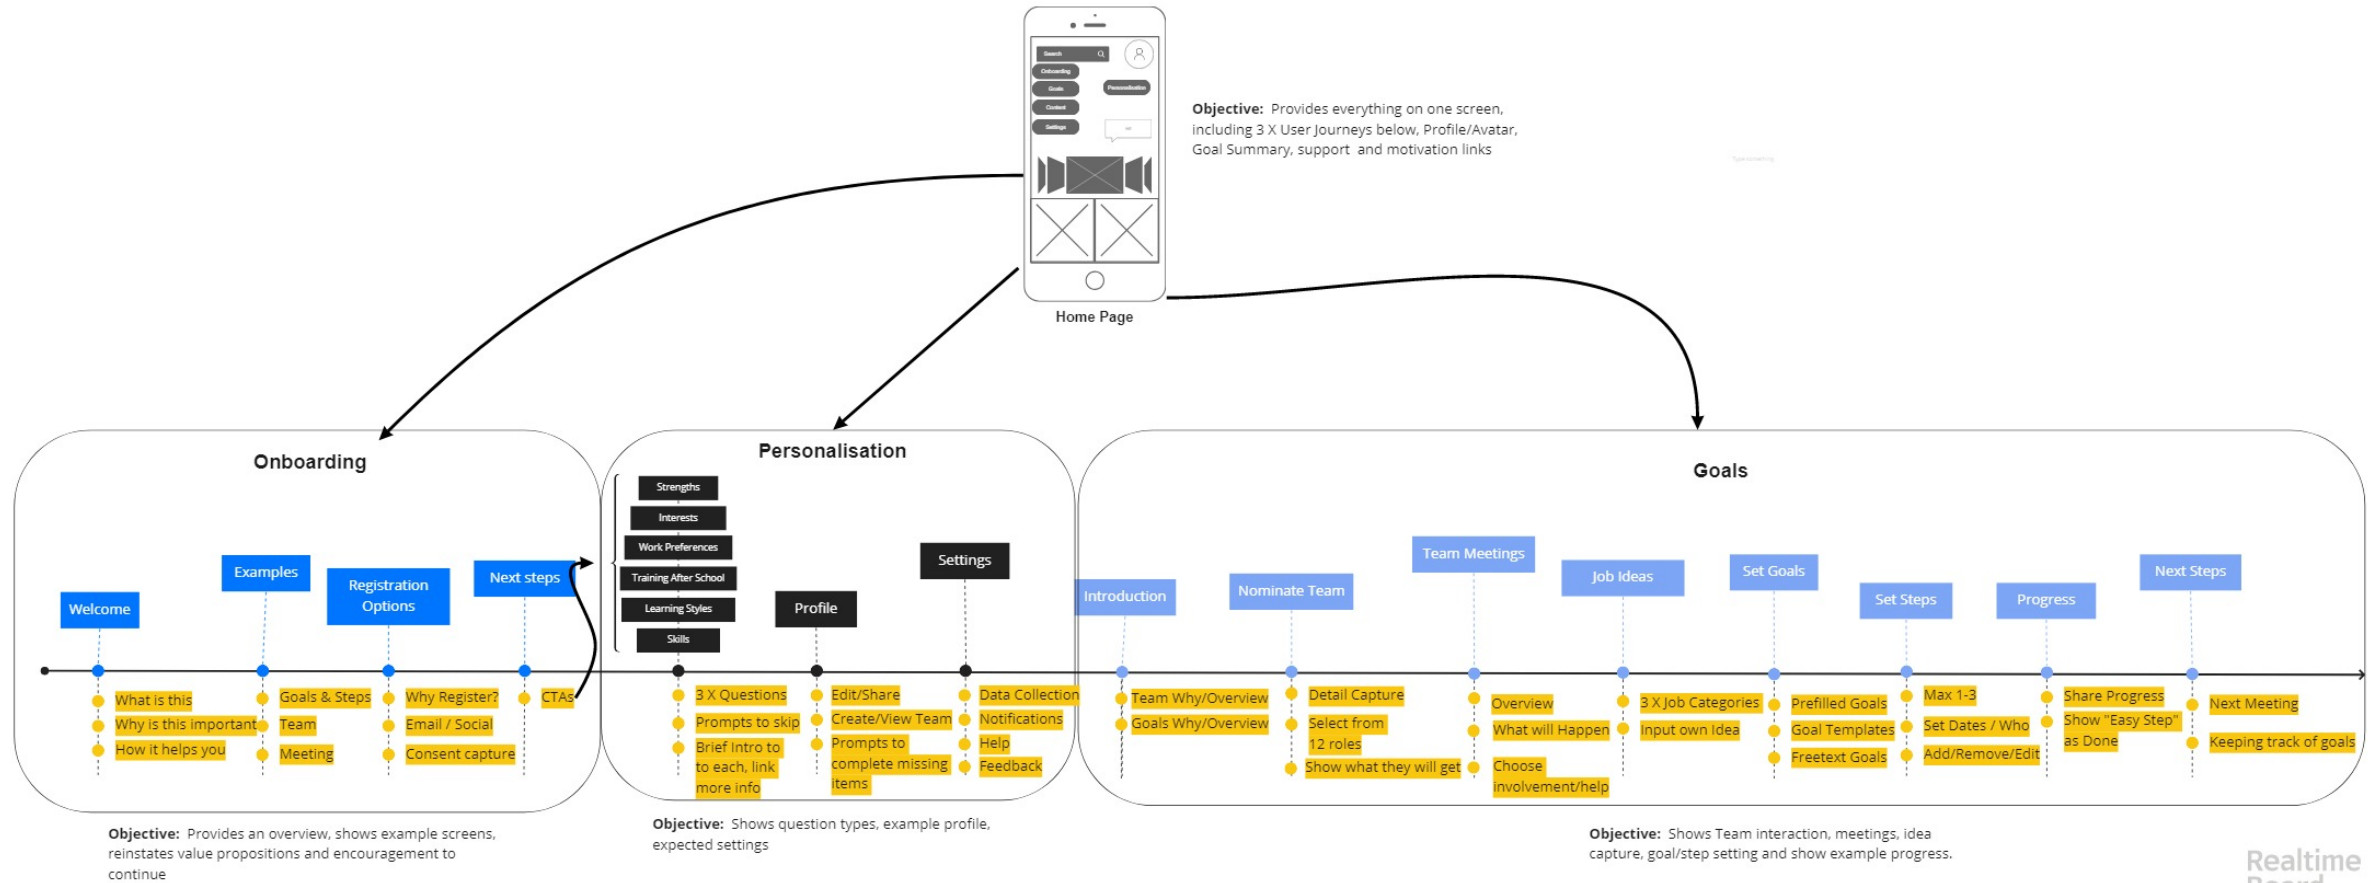 Search
Onboarding
Goals
Personalisation
Content
Settings
Home Page
Objective: Provides everything on one screen,
including 3 X User Journeys below, Profile/Avatar,
Goal Summary, support and motivation links
Onboarding
Welcome
Examples
Registration
Options
Next steps
What is this
Why is this important
How it helps you
Goals & Steps
Team
Meeting
Why Register?
Email / Social
Consent capture
CTAs
Objective: Provides an overview, shows example screens,
reinstates value propositions and encouragement to
continue
Personalisation
Strengths
Interests
Work Preferences
Training After School
Learning Styles
Skills
Profile
Settings
3 X Questions
Prompts to skip
Brief Intro to
to each, link
more info
Edit/Share
Create/View Team
Prompts to
complete missing
items
Data Collection
Notifications
Help
Feedback
Objective: Shows question types, example profile,
expected settings
Goals
Introduction
Nominate Team
Team Meetings
Job Ideas
Set Goals
Set Steps
Progress
Next Steps
Team Why/Overview
Goals Why/Overview
Detail Capture
Select from
12 roles
Show what they will get
Overview
What will Happen
Choose
involvement/help
3 X Job Categories
Input own Idea
Prefilled Goals
Goal Templates
Freetext Goals
Max 1-3
Set Dates / Who
Add/Remove/Edit
Share Progress
Show "Easy Step"
as Done
Next Meeting
Keeping track of goals
Objective: Shows Team interaction, meetings, idea
capture, goal/step setting and show example progress.
Realtime
Board